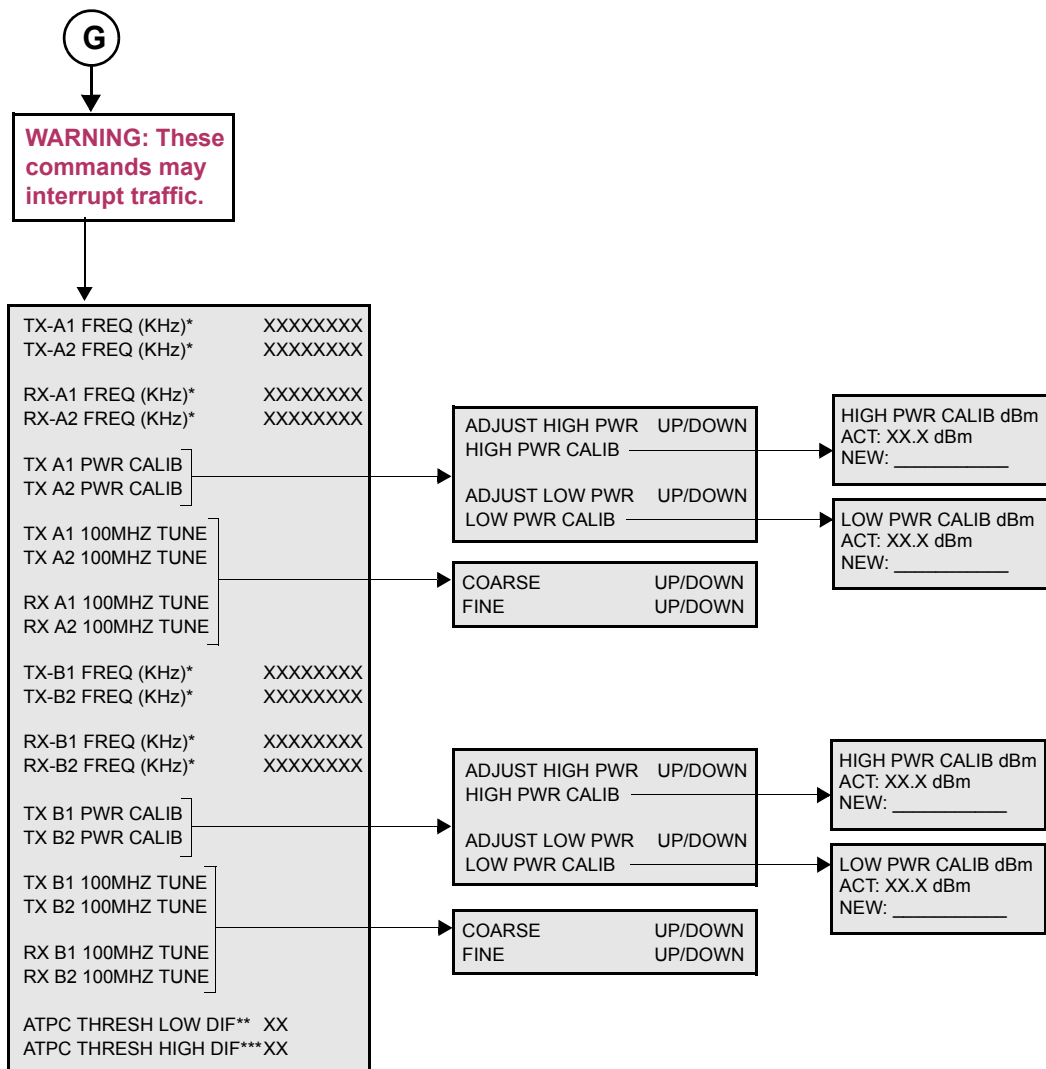 G
WARNING: These
commands may
interrupt traffic.
TX-A1 FREQ (KHz)* XXXXXXXX
TX-A2 FREQ (KHz)* XXXXXXXX
RX-A1 FREQ (KHz)* XXXXXXXX
RX-A2 FREQ (KHz)* XXXXXXXX
TX A1 PWR CALIB
TX A2 PWR CALIB
TX A1 100MHZ TUNE
TX A2 100MHZ TUNE
RX A1 100MHZ TUNE
RX A2 100MHZ TUNE
TX-B1 FREQ (KHz)* XXXXXXXX
TX-B2 FREQ (KHz)* XXXXXXXX
RX-B1 FREQ (KHz)* XXXXXXXX
RX-B2 FREQ (KHz)* XXXXXXXX
TX B1 PWR CALIB
TX B2 PWR CALIB
TX B1 100MHZ TUNE
TX B2 100MHZ TUNE
RX B1 100MHZ TUNE
RX B2 100MHZ TUNE
ATPC THRESH LOW DIF** XX
ATPC THRESH HIGH DIF***XX
ADJUST HIGH PWR UP/DOWN
HIGH PWR CALIB
ADJUST LOW PWR UP/DOWN
LOW PWR CALIB
HIGH PWR CALIB dBm
ACT: XX.X dBm
NEW: ___________
LOW PWR CALIB dBm
ACT: XX.X dBm
NEW: ___________
COARSE UP/DOWN
FINE UP/DOWN
ADJUST HIGH PWR UP/DOWN
HIGH PWR CALIB
ADJUST LOW PWR UP/DOWN
LOW PWR CALIB
HIGH PWR CALIB dBm
ACT: XX.X dBm
NEW: ___________
LOW PWR CALIB dBm
ACT: XX.X dBm
NEW: ___________
COARSE UP/DOWN
FINE UP/DOWN